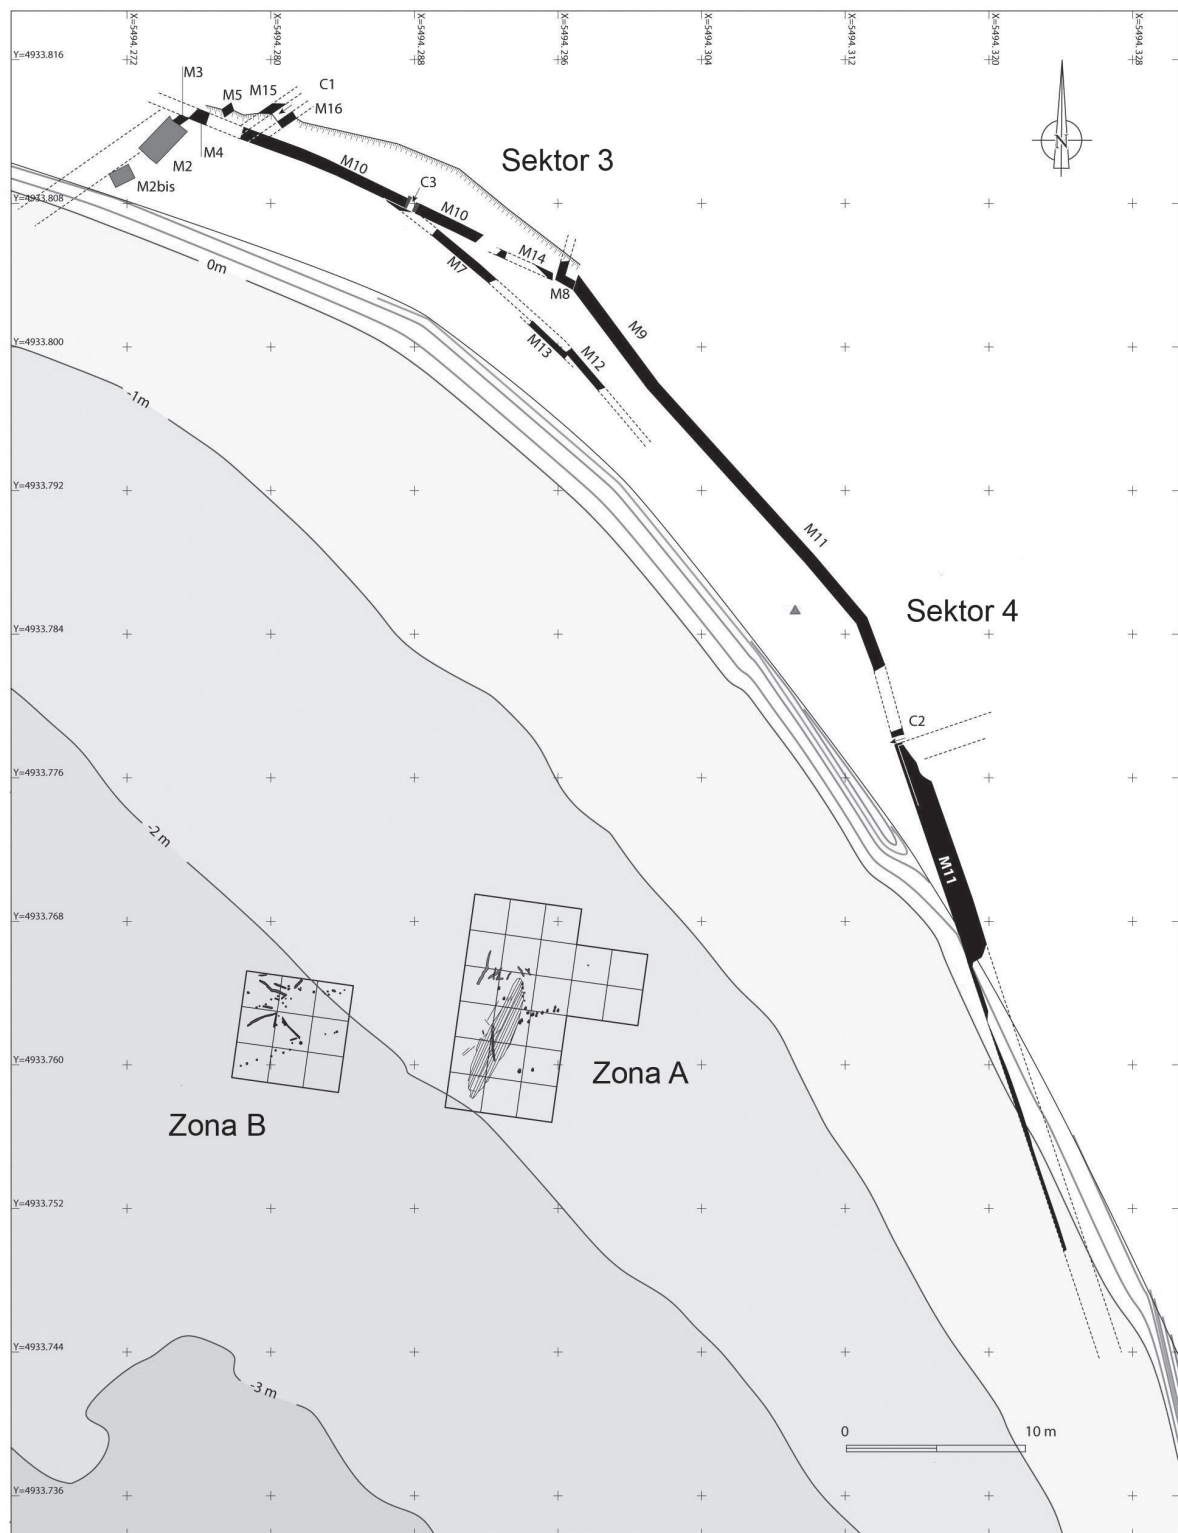 X=5494.272
X=5494.280
X=5494.288
X=5494.296
X=5494.304
X=5494.312
X=5494.320
X=5494.328
Y=4933.816
M3
M5
M15
C1
M16
M4
M2
M2bis
M10
Sektor 3
C3
M10
Y=4933.808
M14
M7
M8
0m
M9
M13
M12
Y=4933.800
-1m
Y=4933.792
M11
Sektor 4
Y=4933.784
C2
Y=4933.776
-2 m
M11
Y=4933.768
Y=4933.760
Zona A
Zona B
Y=4933.752
Y=4933.744
-3 m
0 10 m
Y=4933.736
N